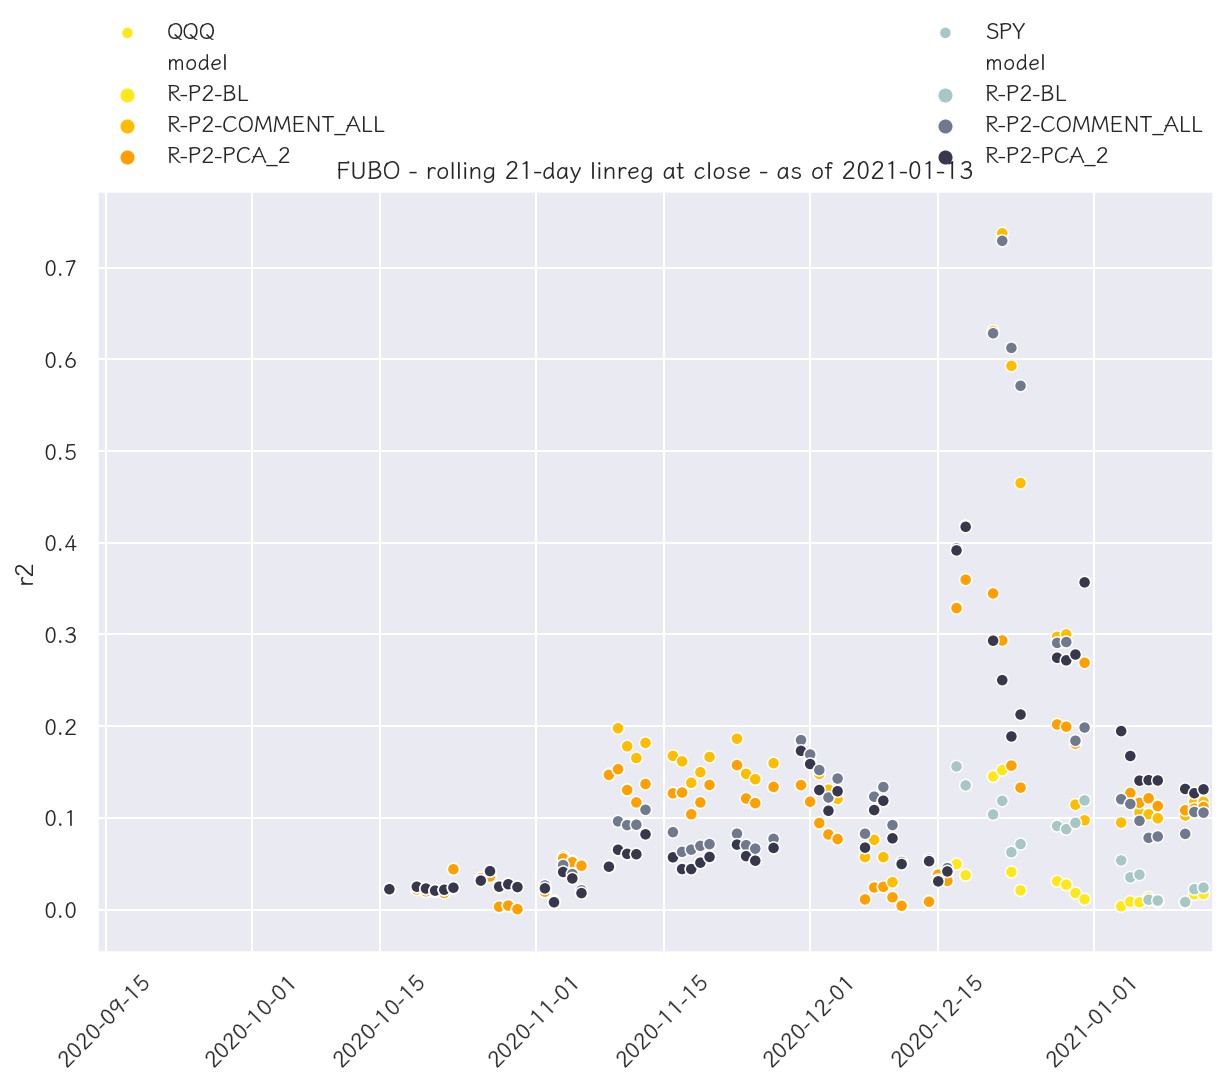 QQQ
model
R-P2-BL
R-P2-COMMENT_ALL
R-P2-PCA_2
SPY
model
R-P2-BL
R-P2-COMMENT_ALL
R-P2-PCA_2
FUBO - rolling 21-day linreg at close - as of 2021-01-13
r2
0.7
0.6
0.5
0.4
0.3
0.2
0.1
0.0
2020-09-15
2020-10-01
2020-10-15
2020-11-01
2020-11-15
2020-12-01
2020-12-15
2021-01-01